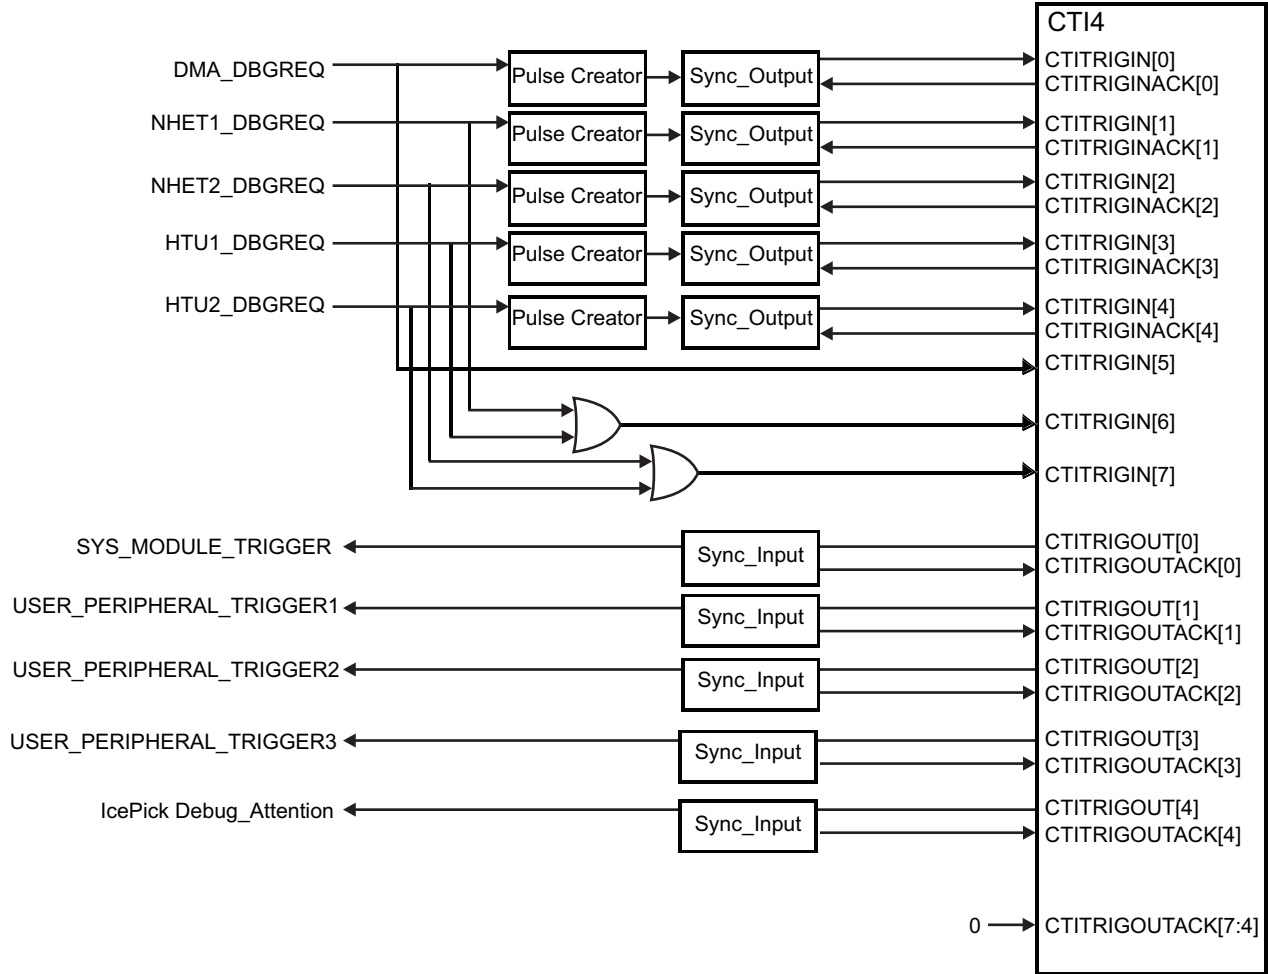 CTI4
DMA_DBGREQ
Pulse Creator
Sync_Output
CTITRIGIN[0]
CTITRIGINACK[0]
NHET1_DBGREQ
Pulse Creator
Sync_Output
CTITRIGIN[1]
CTITRIGINACK[1]
NHET2_DBGREQ
Pulse Creator
Sync_Output
CTITRIGIN[2]
CTITRIGINACK[2]
HTU1_DBGREQ
Pulse Creator
Sync_Output
CTITRIGIN[3]
CTITRIGINACK[3]
HTU2_DBGREQ
Pulse Creator
Sync_Output
CTITRIGIN[4]
CTITRIGINACK[4]
CTITRIGIN[5]
CTITRIGIN[6]
CTITRIGIN[7]
SYS_MODULE_TRIGGER
Sync_Input
CTITRIGOUT[0]
CTITRIGOUTACK[0]
USER_PERIPHERAL_TRIGGER1
Sync_Input
CTITRIGOUT[1]
CTITRIGOUTACK[1]
USER_PERIPHERAL_TRIGGER2
Sync_Input
CTITRIGOUT[2]
CTITRIGOUTACK[2]
USER_PERIPHERAL_TRIGGER3
Sync_Input
CTITRIGOUT[3]
CTITRIGOUTACK[3]
IcePick Debug_Attention
Sync_Input
CTITRIGOUT[4]
CTITRIGOUTACK[4]
0
CTITRIGOUTACK[7:4]